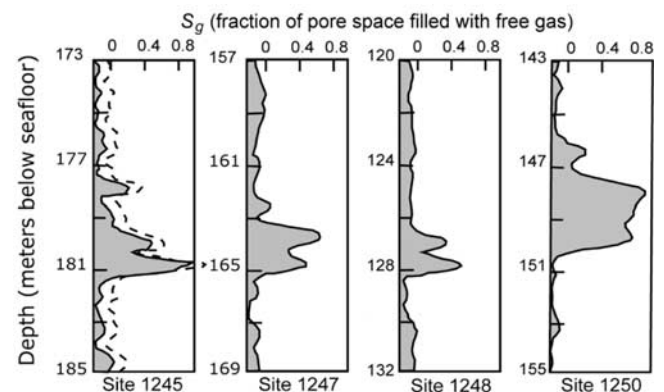 S_g (fraction of pore space filled with free gas)
0 0.4 0.8 0 0.4 0.8 0 0.4 0.8 0 0.4 0.8
173 157 120 143
177 161 124 147
181 165 128 151
185 169 132 155
Depth (meters below seafloor)
Site 1245 Site 1247 Site 1248 Site 1250